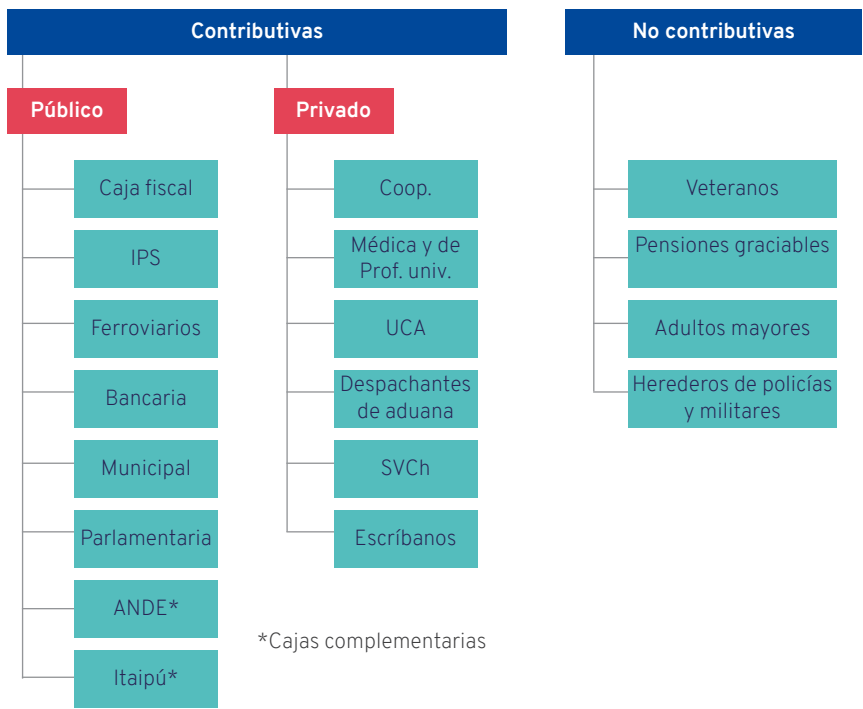 Contributivas
Público
Caja fiscal
IPS
Ferroviarios
Bancaria
Municipal
Parlamentaria
ANDE*
Itaipú*
Privado
Coop.
Médica y de
Prof. univ.
UCA
Despachantes
de aduana
SVCh
Escríbanos
*Cajas complementarias
No contributivas
Veteranos
Pensiones graciables
Adultos mayores
Herederos de policías
y militares